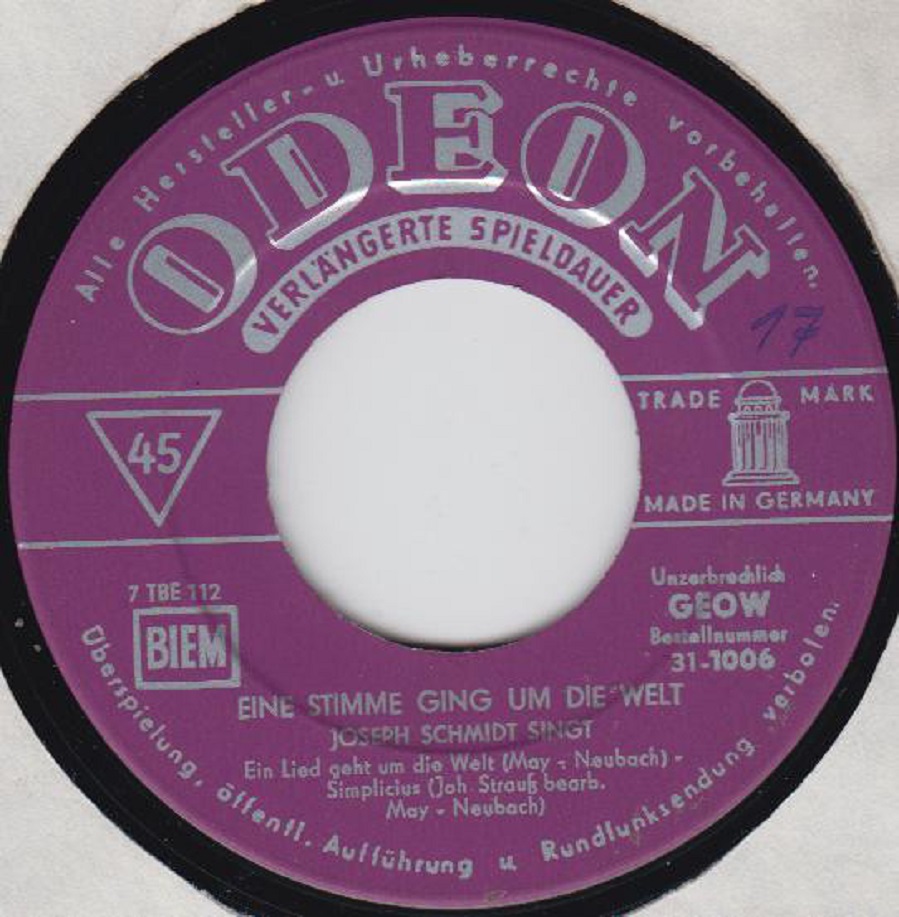 Alle Hersteller- u. Urheberrechte vorbehalten.
ODEON
VERLÄNGERTE SPIELDAUER
17
TRADE MARK
45
MADE IN GERMANY
7 TBE 112
BIEM
Unzerbrechlich
GEOW
Bestellnummer
31-1006
EINE STIMME GING UM DIE WELT
JOSEPH SCHMIDT SINGT
Ein Lied geht um die Welt (May - Neubach) -
Simplicius (Joh. Strauß bearb.
May - Neubach)
Überspielung, öffentl. Aufführung u Rundfunksendung verboten.